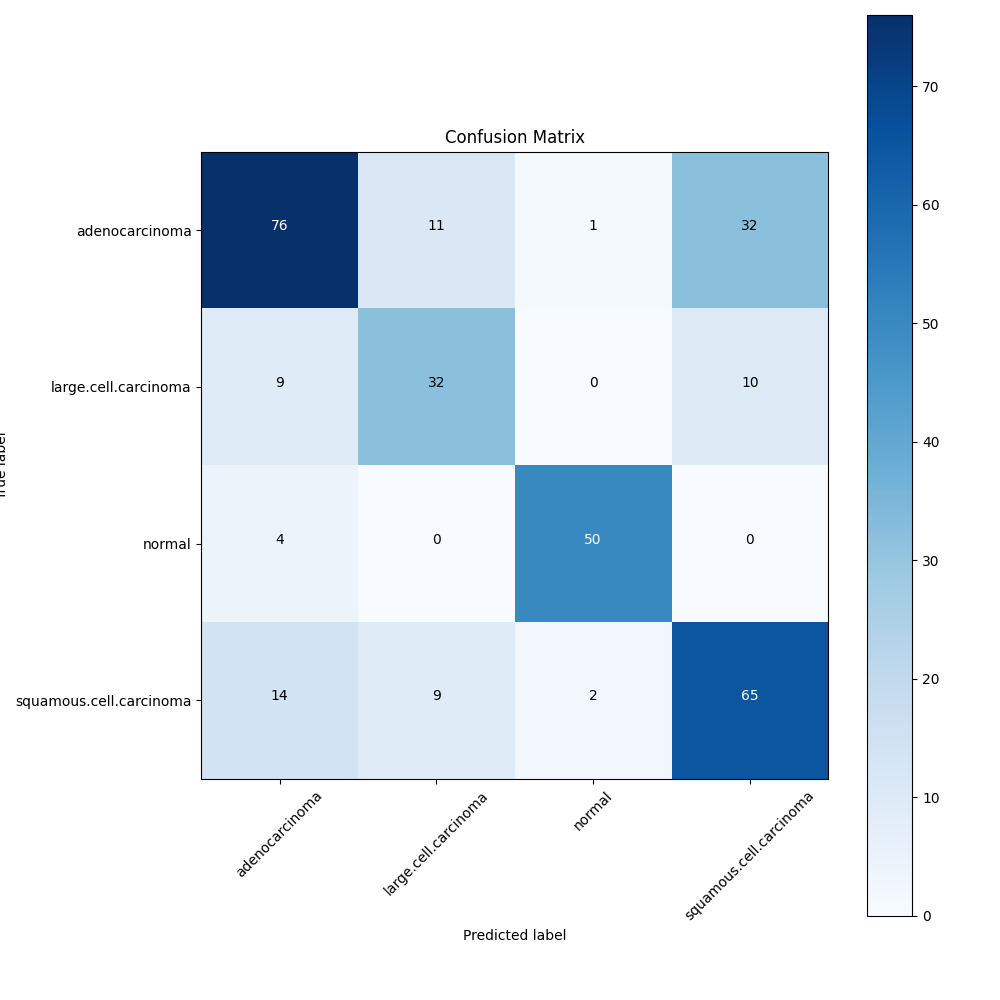 Confusion Matrix
adenocarcinoma 76 11 1 32
large.cell.carcinoma 9 32 0 10
normal 4 0 50 0
squamous.cell.carcinoma 14 9 2 65
adenocarcinoma
large.cell.carcinoma
normal
squamous.cell.carcinoma
Predicted label
label
70
60
50
40
30
20
10
0